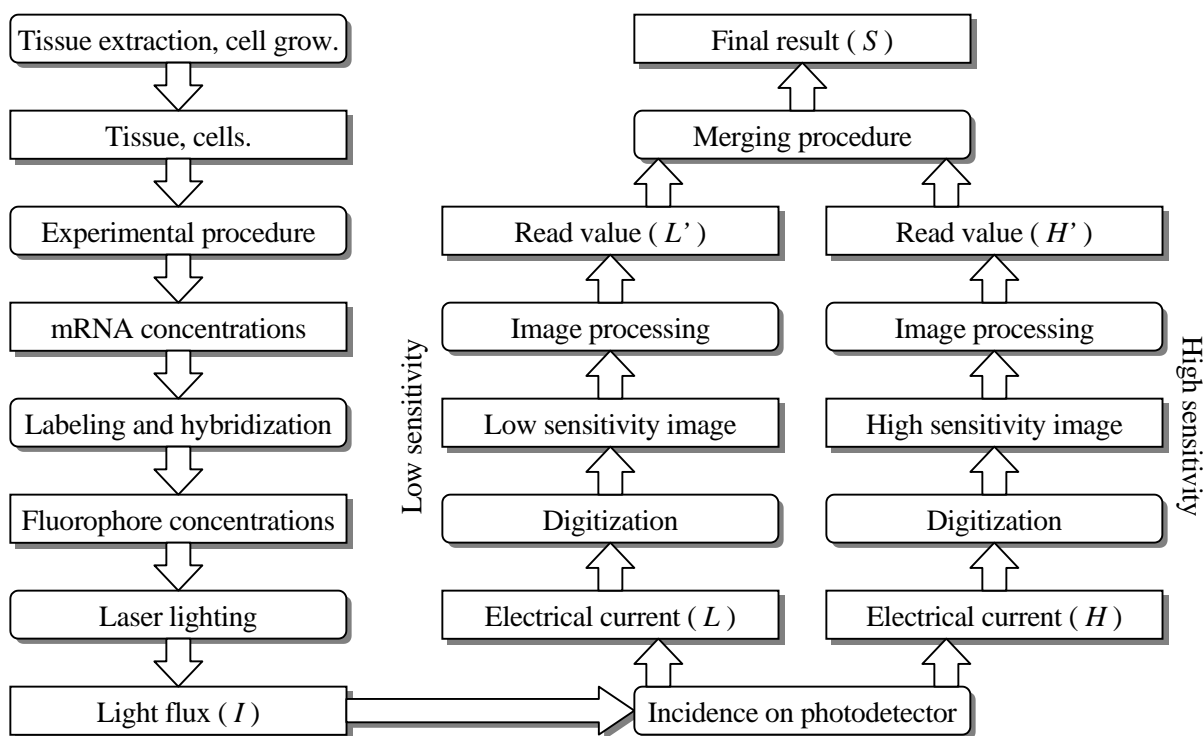 Tissue extraction, cell grow.
Tissue, cells.
Experimental procedure
mRNA concentrations
Labeling and hybridization
Fluorophore concentrations
Laser lighting
Light flux ( I )
Incidence on photodetector
Low sensitivity
Electrical current ( L )
Digitization
Low sensitivity image
Image processing
Read value ( L’ )
High sensitivity
Electrical current ( H )
Digitization
High sensitivity image
Image processing
Read value ( H’ )
Merging procedure
Final result ( S )